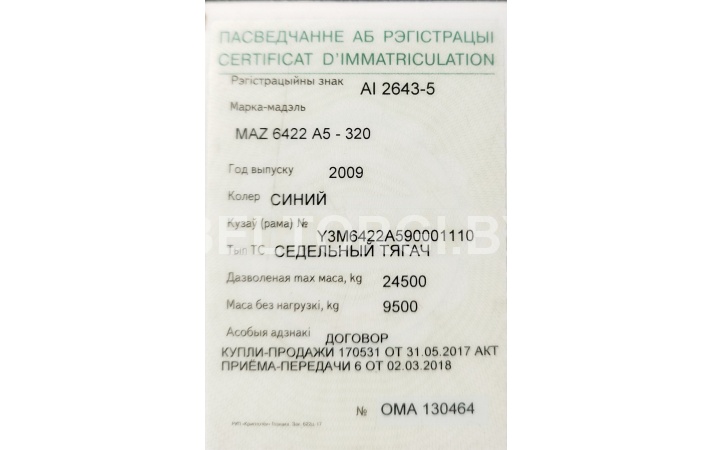 ПАСВЕДЧАННЕ АБ РЭГІСТРАЦЫІ
CERTIFICAT D'IMMATRICULATION
Рэгістрацыйны знак AI 2643-5
Марка-мадэль
MAZ 6422 А5 - 320
Год выпуску 2009
Колер СИНИЙ
Кузаў (рама) № Y3M6422A590001110
Тып ТС СЕДЕЛЬНЫЙ ТЯГАЧ
Дазволеная max маса, kg 24500
Маса без нагрузкі, kg 9500
Асобыя адзнакі ДОГОВОР
КУПЛИ-ПРОДАЖИ 170531 ОТ 31.05.2017 АКТ
ПРИЁМА-ПЕРЕДАЧИ 6 ОТ 02.03.2018
№ ОМА 130464